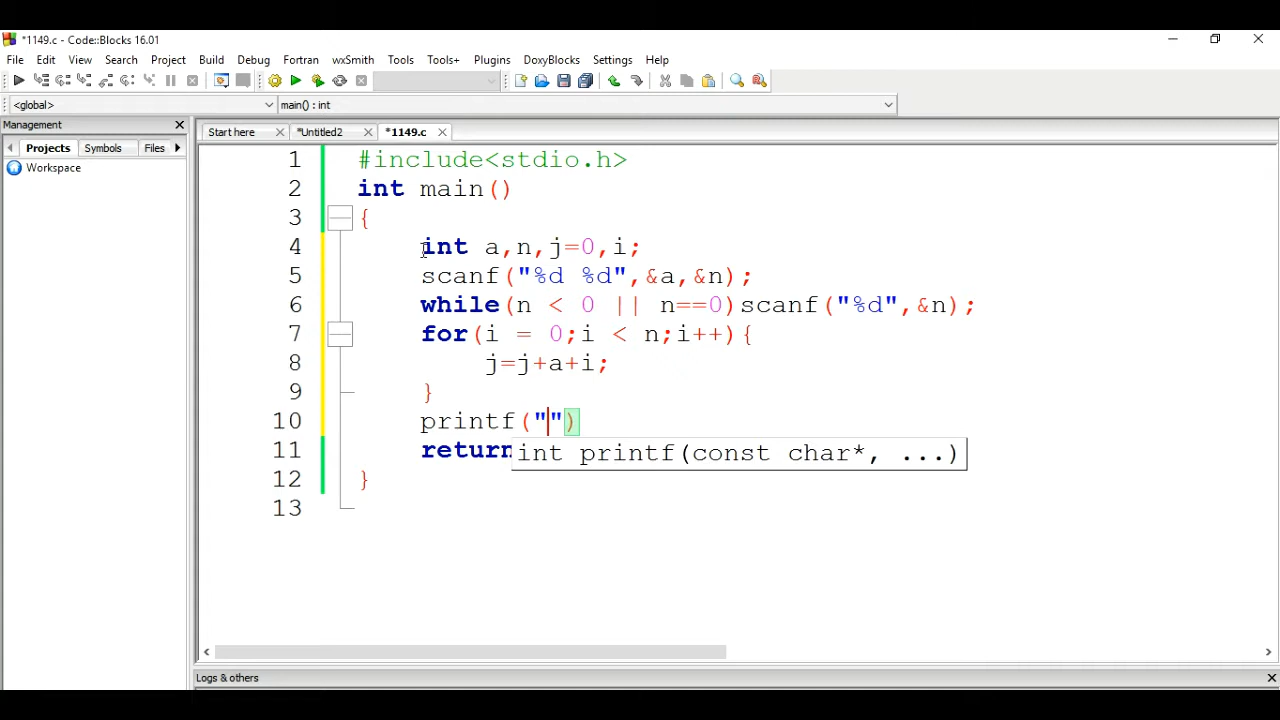 *1149.c - Code::Blocks 16.01
File Edit View Search Project Build Debug Fortran wxSmith Tools Tools+ Plugins DoxyBlocks Settings Help
<global> main() : int
Management
Start here *Untitled2 *1149.c
Projects Symbols Files
Workspace
1 #include<stdio.h>
2 int main()
3 {
4 int a,n,j=0,i;
5 scanf("%d %d",&a,&n);
6 while(n < 0 || n==0)scanf("%d",&n);
7 for(i = 0;i < n;i++){
8 j=j+a+i;
9 }
10 printf("")
11 return
int printf(const char*, ...)
12 }
13
Logs & others